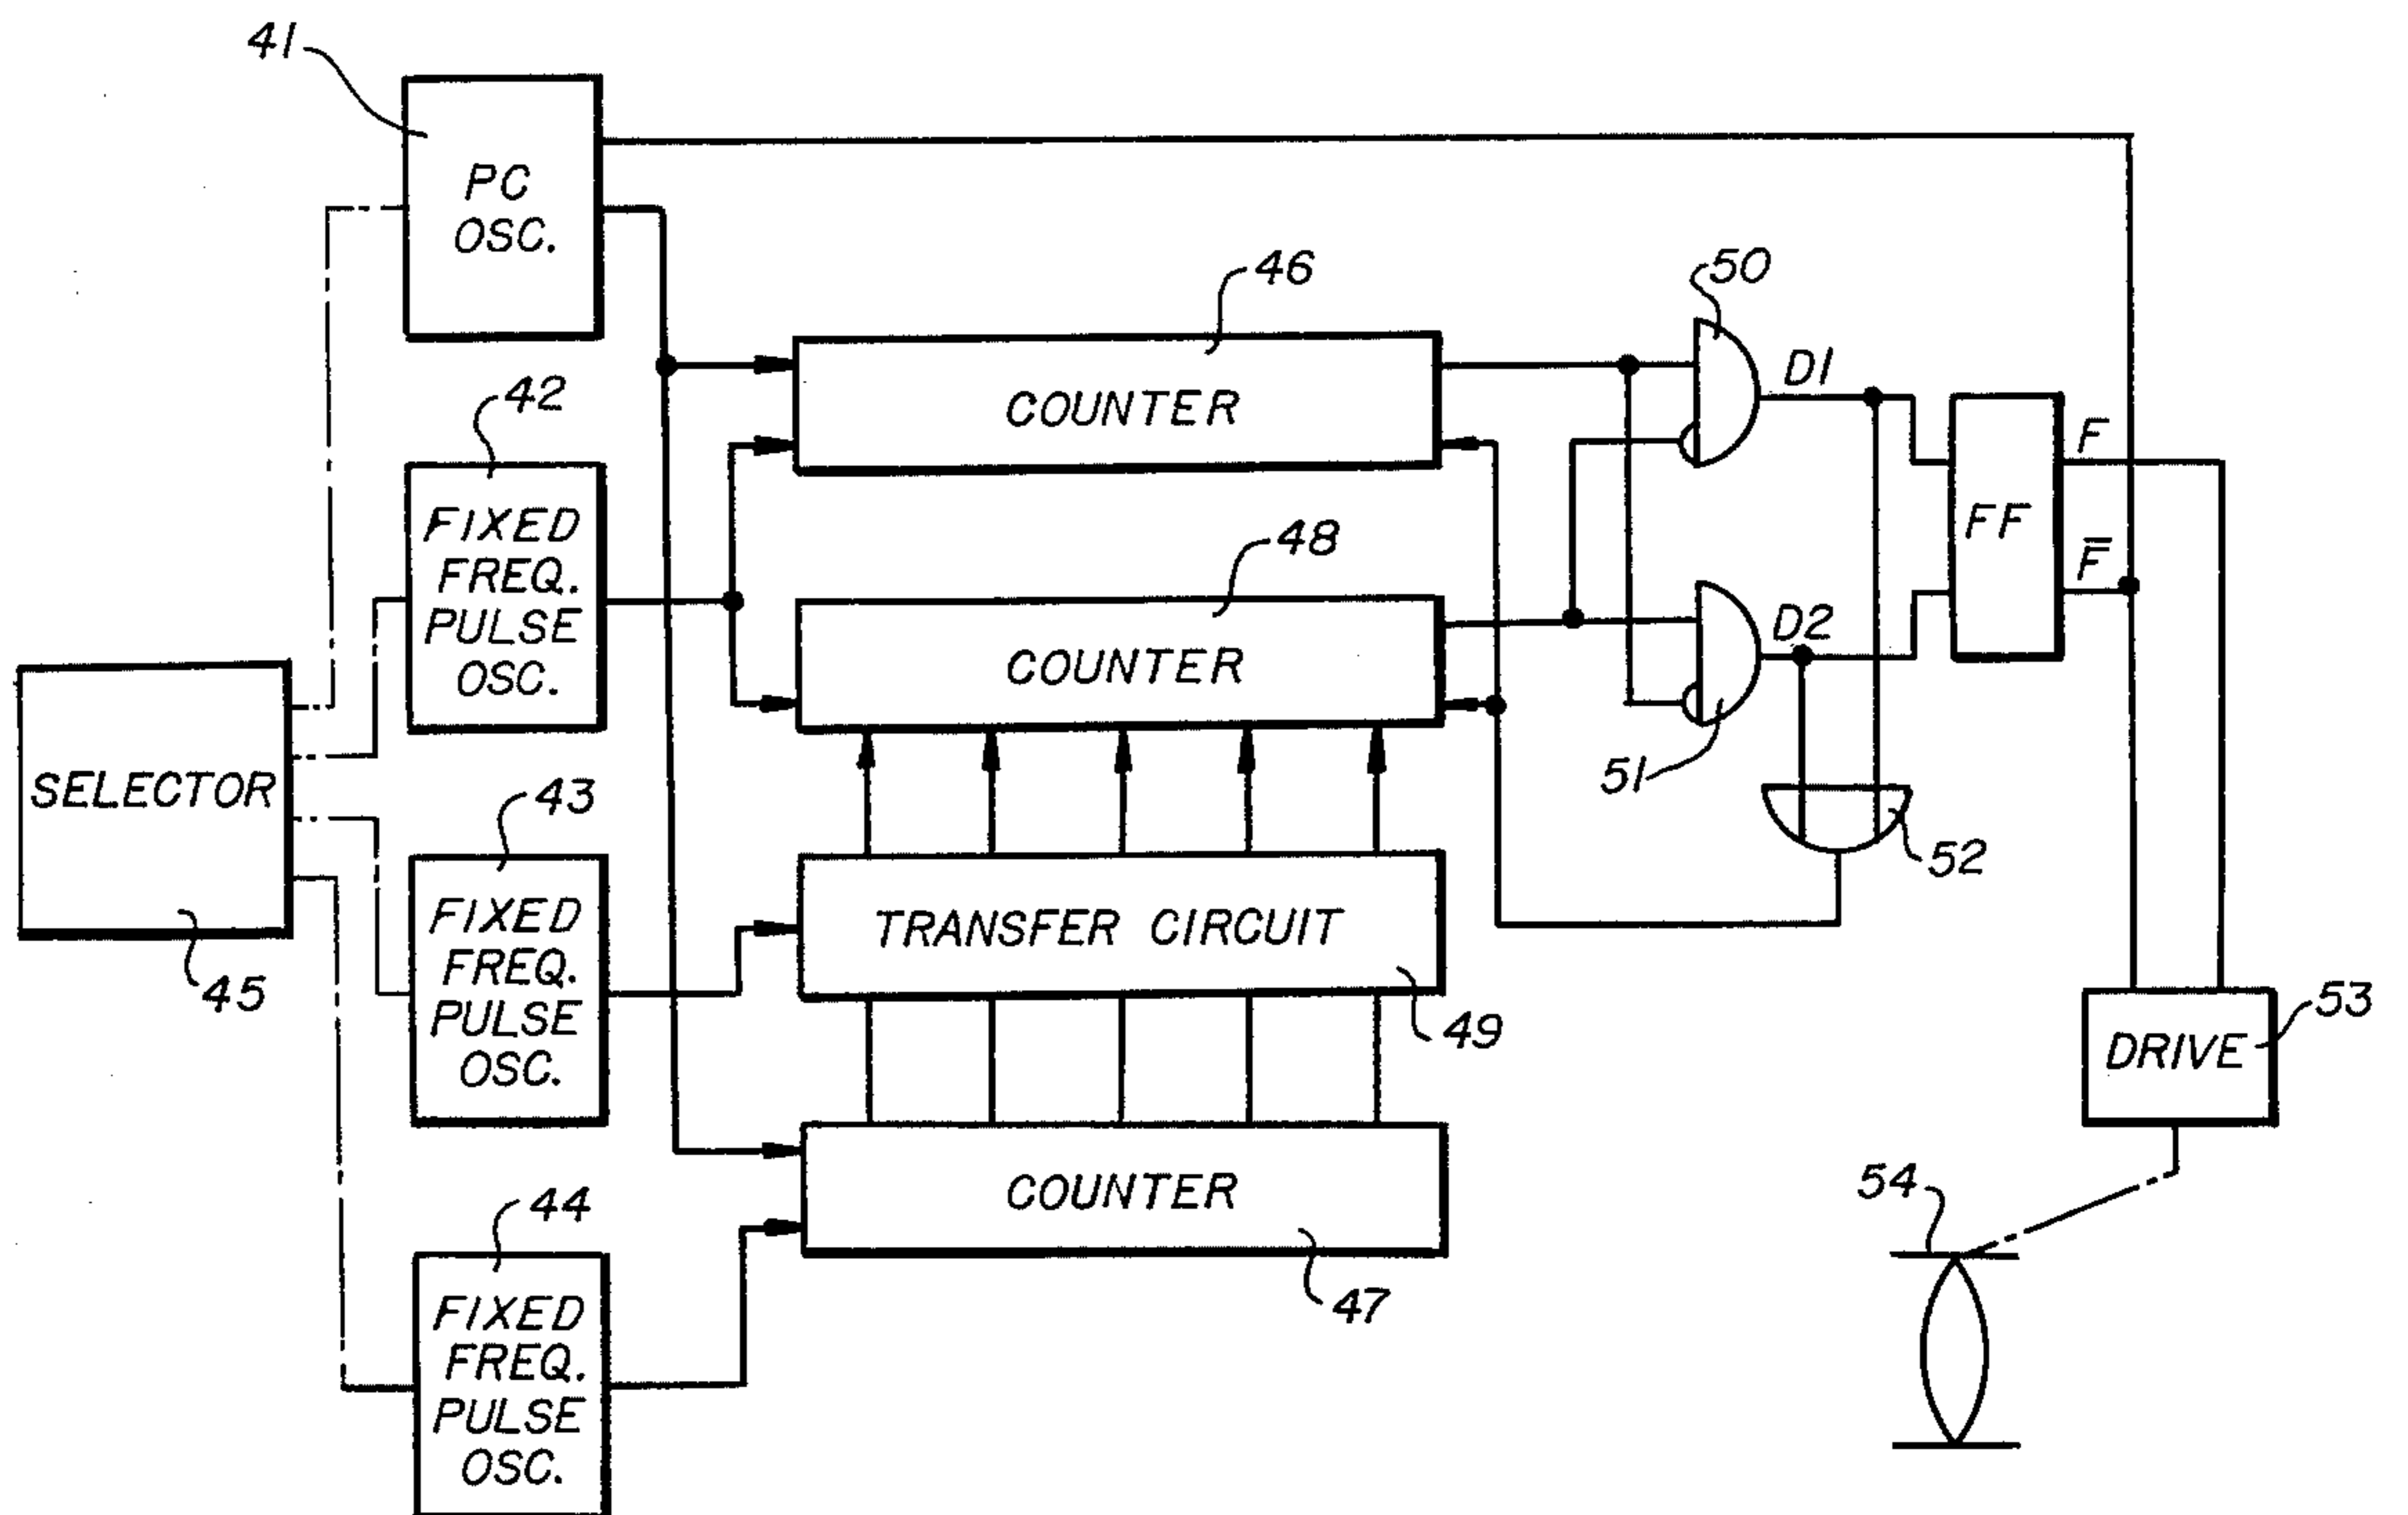 41
PC
OSC.
42
FIXED
FREQ.
PULSE
OSC.
43
FIXED
FREQ.
PULSE
OSC.
44
FIXED
FREQ.
PULSE
OSC.
SELECTOR
45
46
COUNTER
48
COUNTER
TRANSFER CIRCUIT
49
COUNTER
47
50
D1
51
D2
52
FF
F
F̅
53
DRIVE
54